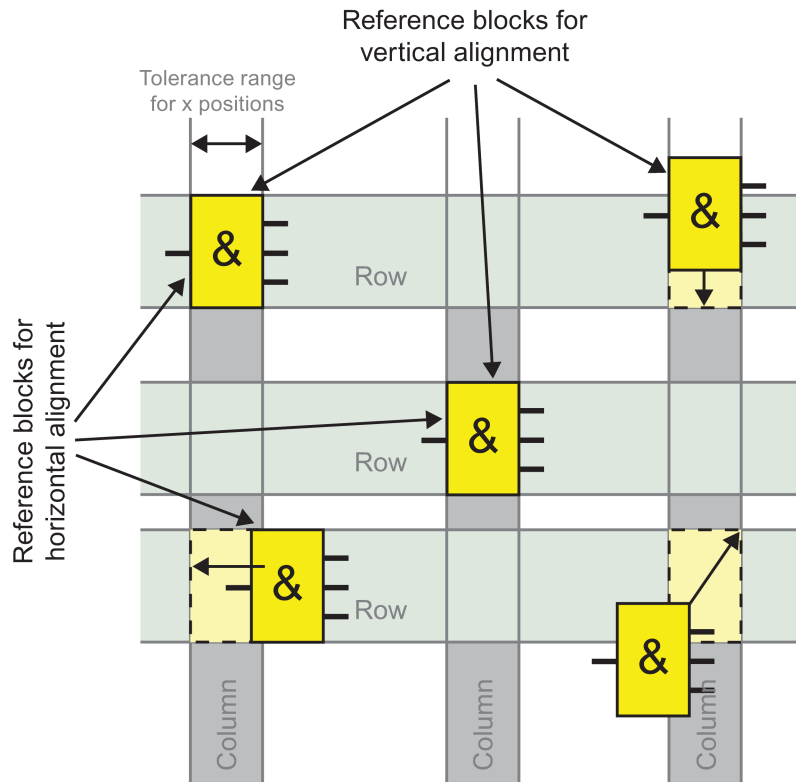 Reference blocks for
vertical alignment
Tolerance range
for x positions
&
&
Row
Reference blocks for
horizontal alignment
&
Row
&
Row
&
Column
Column
Column